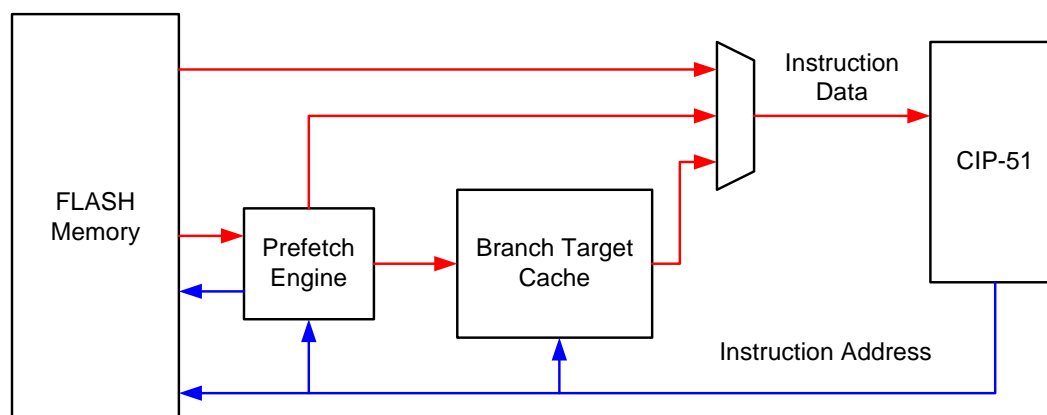 Instruction
Data
CIP-51
FLASH
Memory
Prefetch
Engine
Branch Target
Cache
Instruction Address